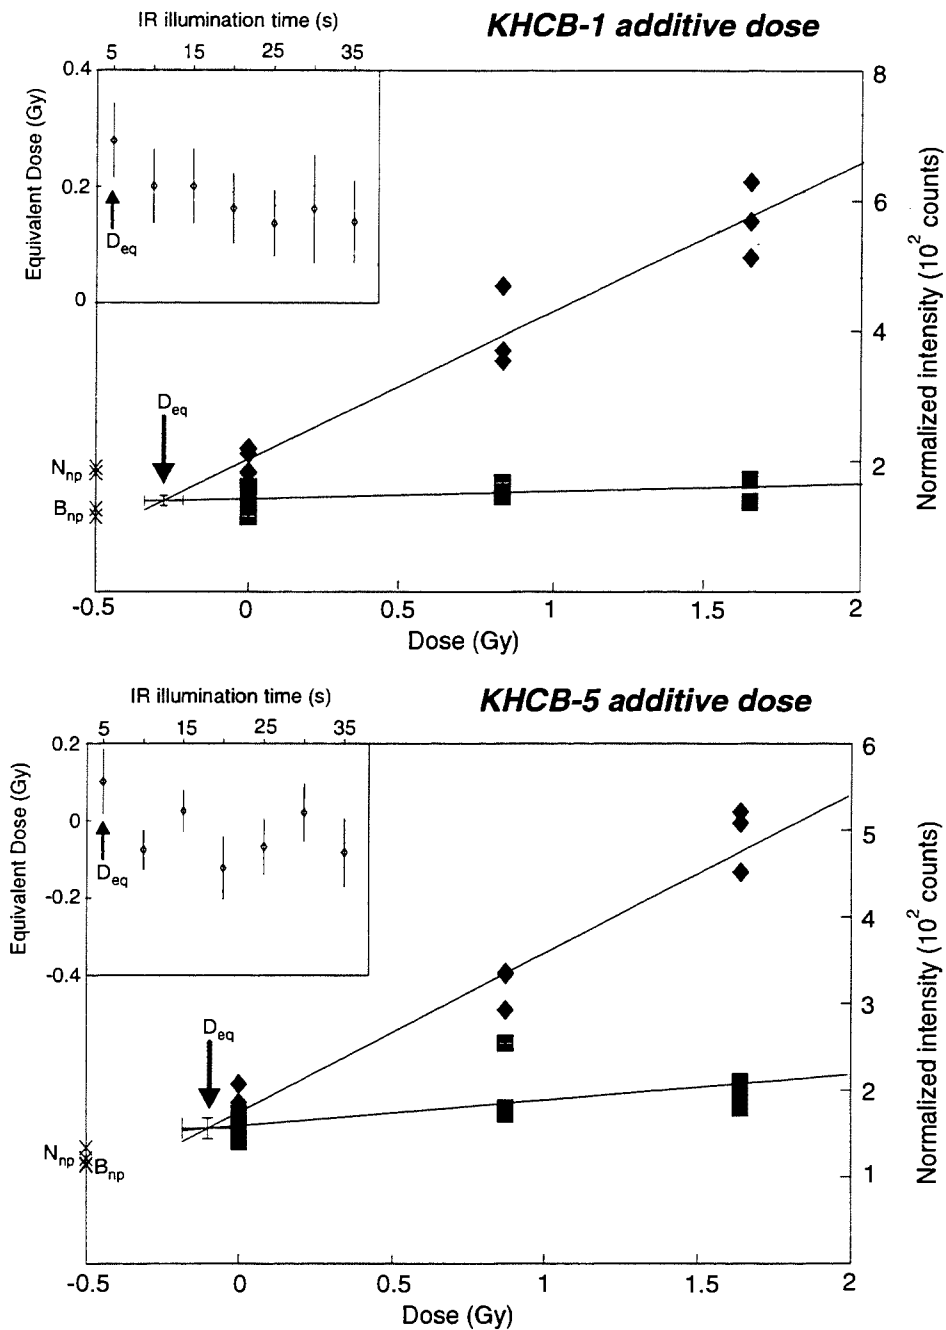 IR illumination time (s)
KHCB-1 additive dose
5 15 25 35
0.4
0.2
0
Equivalent Dose (Gy)
D_eq
D_eq
N_np
B_np
8
6
4
2
Normalized intensity (10^2 counts)
-0.5 0 0.5 1 1.5 2
Dose (Gy)
IR illumination time (s)
KHCB-5 additive dose
5 15 25 35
0.2
0
-0.2
-0.4
Equivalent Dose (Gy)
D_eq
D_eq
N_np
B_np
6
5
4
3
2
1
Normalized intensity (10^2 counts)
-0.5 0 0.5 1 1.5 2
Dose (Gy)